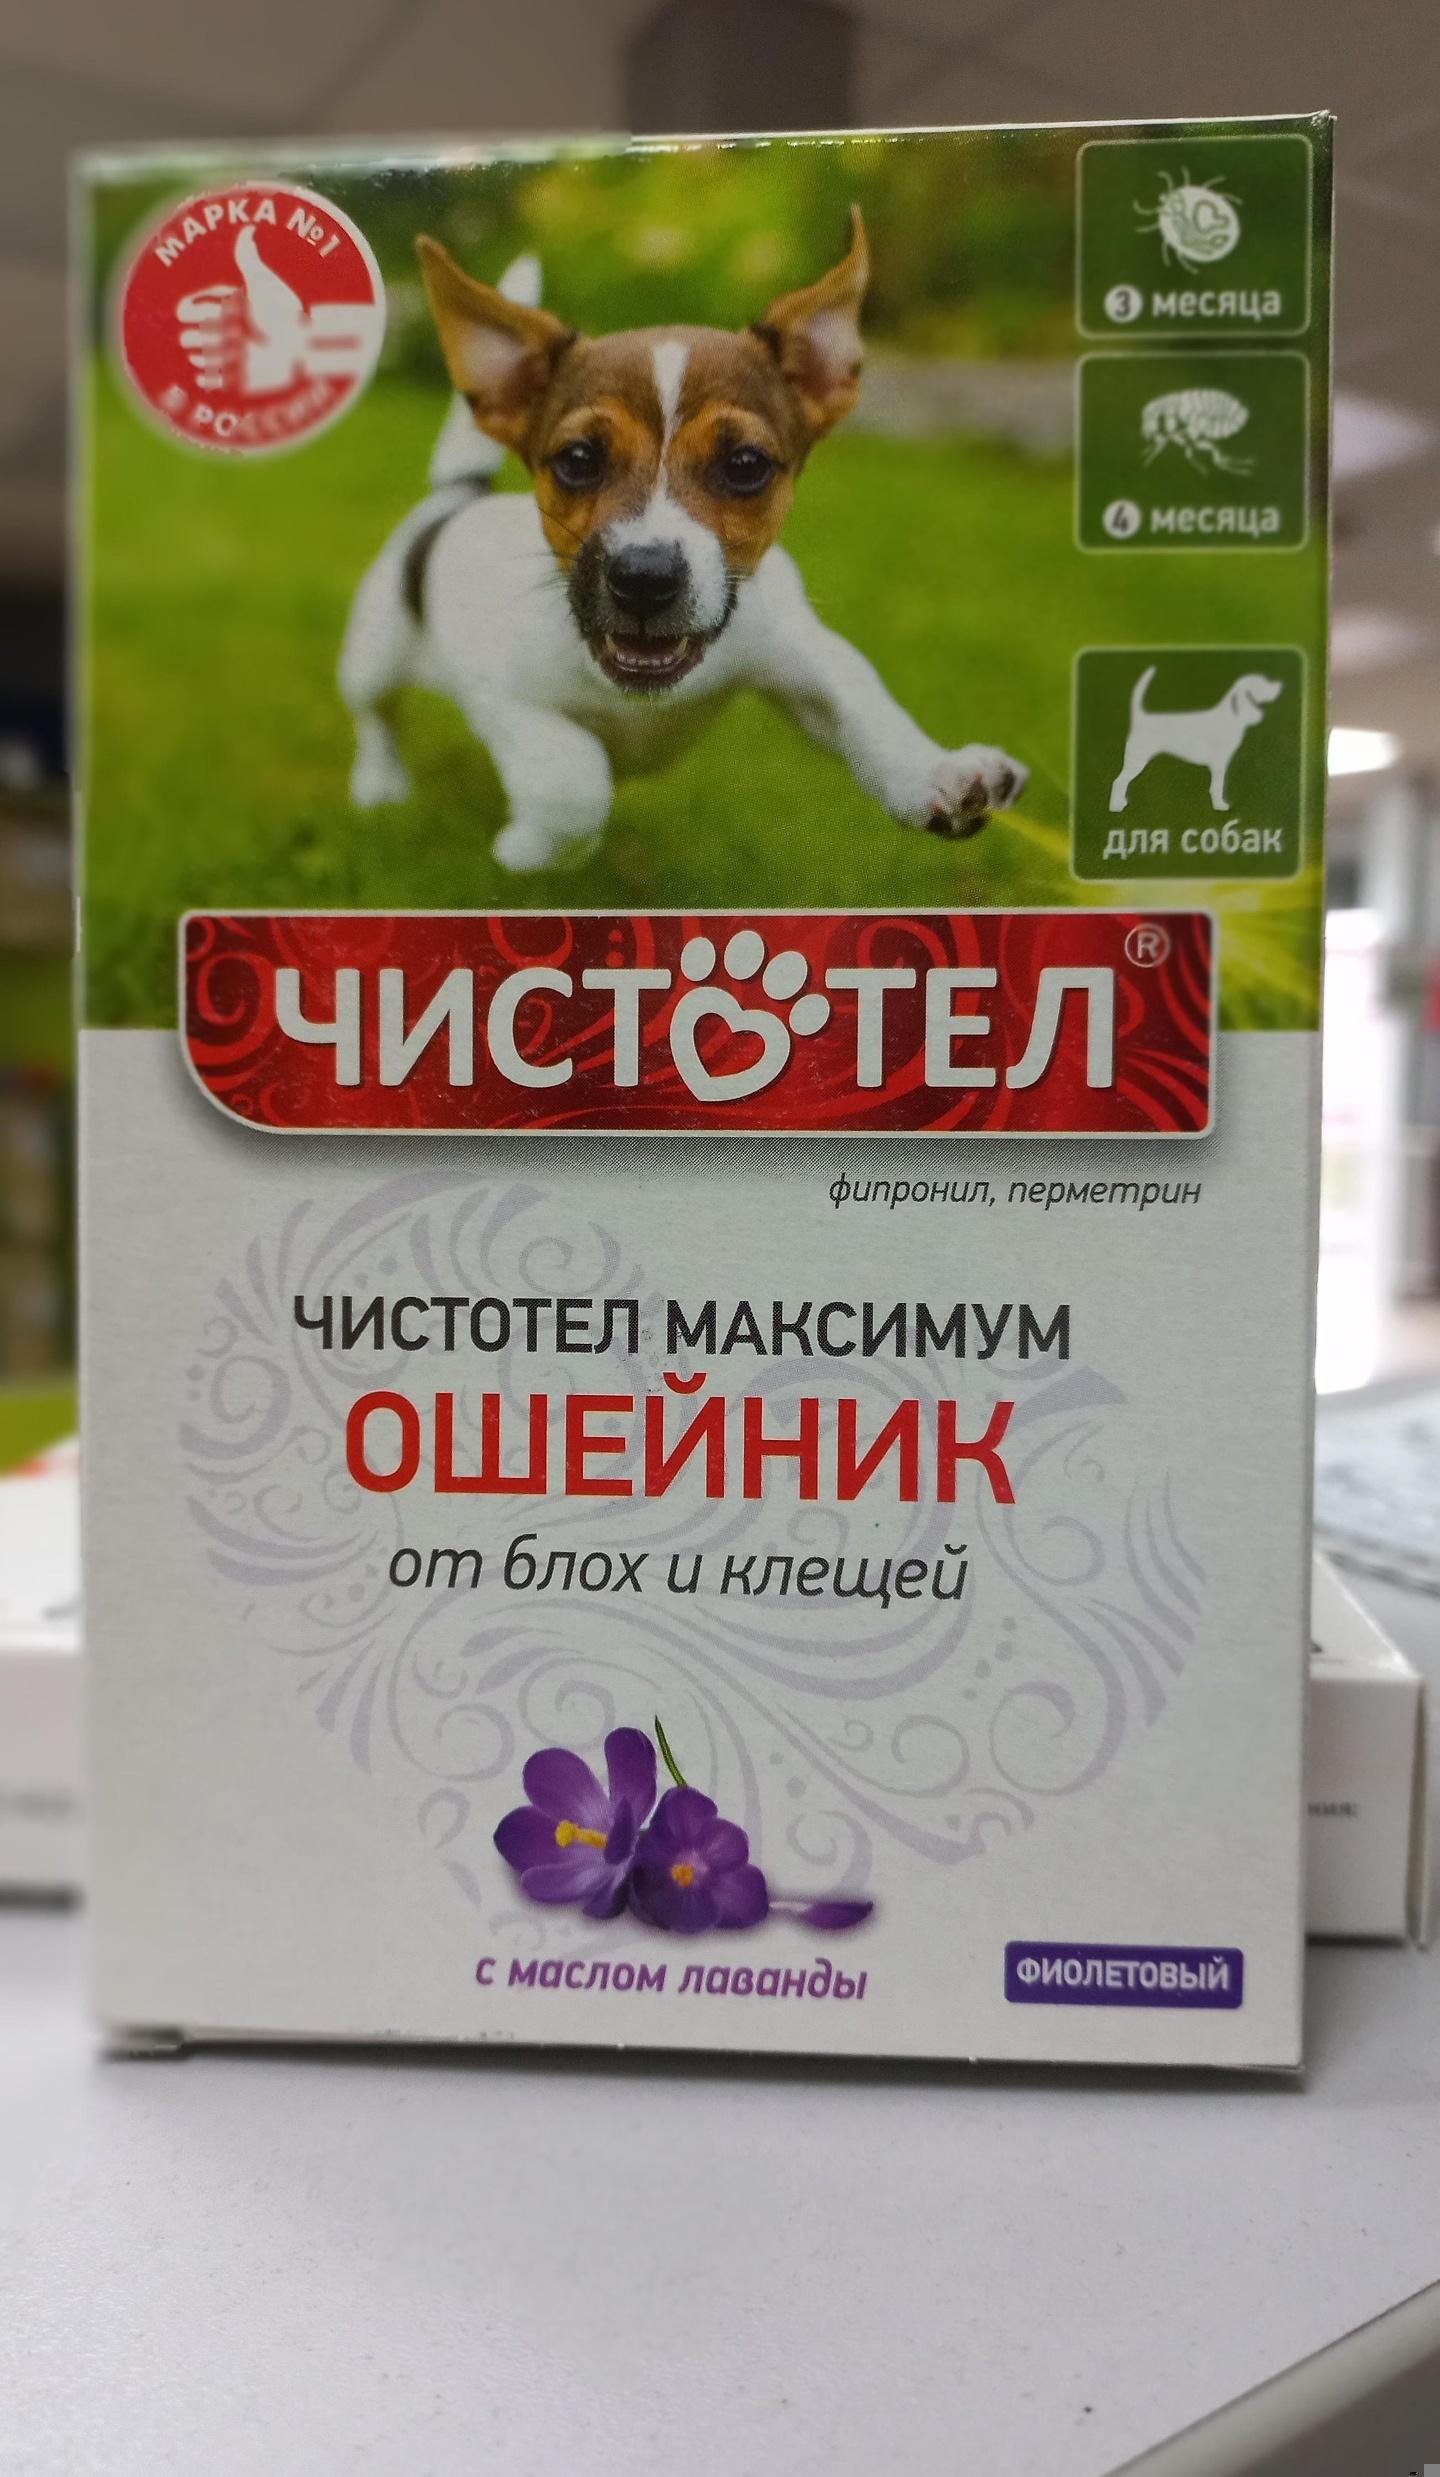 МАРКА №1
В РОССИИ
3 месяца
4 месяца
для собак
ЧИСТОТЕЛ®
фипронил, перметрин
ЧИСТОТЕЛ МАКСИМУМ
ОШЕЙНИК
от блох и клещей
с маслом лаванды
ФИОЛЕТОВЫЙ